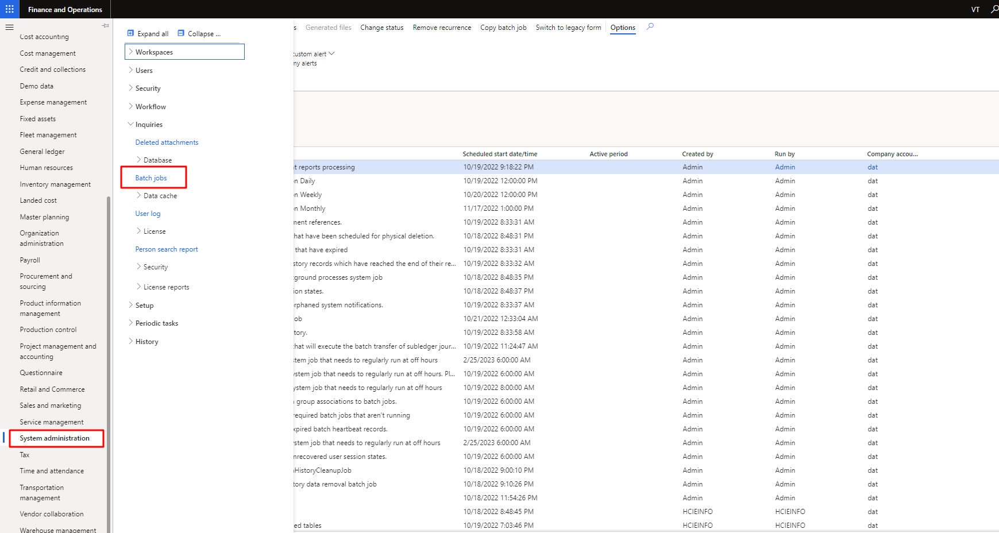 Finance and Operations
VT
Cost accounting
Cost management
Credit and collections
Demo data
Expense management
Fixed assets
Fleet management
General ledger
Human resources
Inventory management
Landed cost
Master planning
Organization
administration
Payroll
Procurement and
sourcing
Product information
management
Production control
Project management and
accounting
Questionnaire
Retail and Commerce
Sales and marketing
Service management
System administration
Tax
Time and attendance
Transportation
management
Vendor collaboration
Warehouse management
Expand all Collapse ...
Workspaces
Users
Security
Workflow
Inquiries
Deleted attachments
Database
Batch jobs
Data cache
User log
License
Person search report
Security
License reports
Setup
Periodic tasks
History
s Generated files Change status Remove recurrence Copy batch job Switch to legacy form Options
custom alert
my alerts
Scheduled start date/time Active period Created by Run by Company accou...
t reports processing 10/19/2022 9:18:22 PM Admin Admin dat
on Daily 10/19/2022 12:00:00 PM Admin Admin dat
on Weekly 10/20/2022 12:00:00 PM Admin Admin dat
on Monthly 11/17/2022 1:00:00 PM Admin Admin dat
ment references. 10/19/2022 8:33:31 AM Admin Admin dat
that have been scheduled for physical deletion. 10/18/2022 8:48:31 PM Admin Admin dat
that have expired 10/19/2022 8:33:31 AM Admin Admin dat
story records which have reached the end of their re... 10/19/2022 8:33:32 AM Admin Admin dat
ground processes system job 10/18/2022 8:48:35 PM Admin Admin dat
ion states. 10/18/2022 8:48:37 PM Admin Admin dat
orphaned system notifications. 10/19/2022 8:33:37 AM Admin Admin dat
ob 10/21/2022 12:33:04 AM Admin Admin dat
tory. 10/19/2022 8:33:58 AM Admin Admin dat
that will execute the batch transfer of subledger jour... 10/19/2022 11:24:47 AM Admin Admin dat
stem job that needs to regularly run at off hours 2/25/2023 6:00:00 AM Admin Admin dat
ystem job that needs to regularly run at off hours. Pl... 10/19/2022 6:00:00 AM Admin Admin dat
ystem job that needs to regularly run at off hours 10/19/2022 8:00:00 AM Admin Admin dat
group associations to batch jobs. 10/19/2022 6:00:00 AM Admin Admin dat
required batch jobs that aren't running 10/19/2022 6:00:00 AM Admin Admin dat
expired batch heartbeat records. 10/19/2022 6:00:00 AM Admin Admin dat
stem job that needs to regularly run at off hours 2/25/2023 6:00:00 AM Admin Admin dat
unrecovered user session states. 10/19/2022 6:00:00 AM Admin Admin dat
HistoryCleanupJob 10/18/2022 9:00:10 PM Admin Admin dat
tory data removal batch job 10/18/2022 9:10:26 PM Admin Admin dat
10/18/2022 11:54:26 PM Admin Admin dat
10/18/2022 8:48:45 PM HCIEINFO HCIEINFO dat
ed tables 10/19/2022 7:03:46 PM HCIEINFO HCIEINFO dat